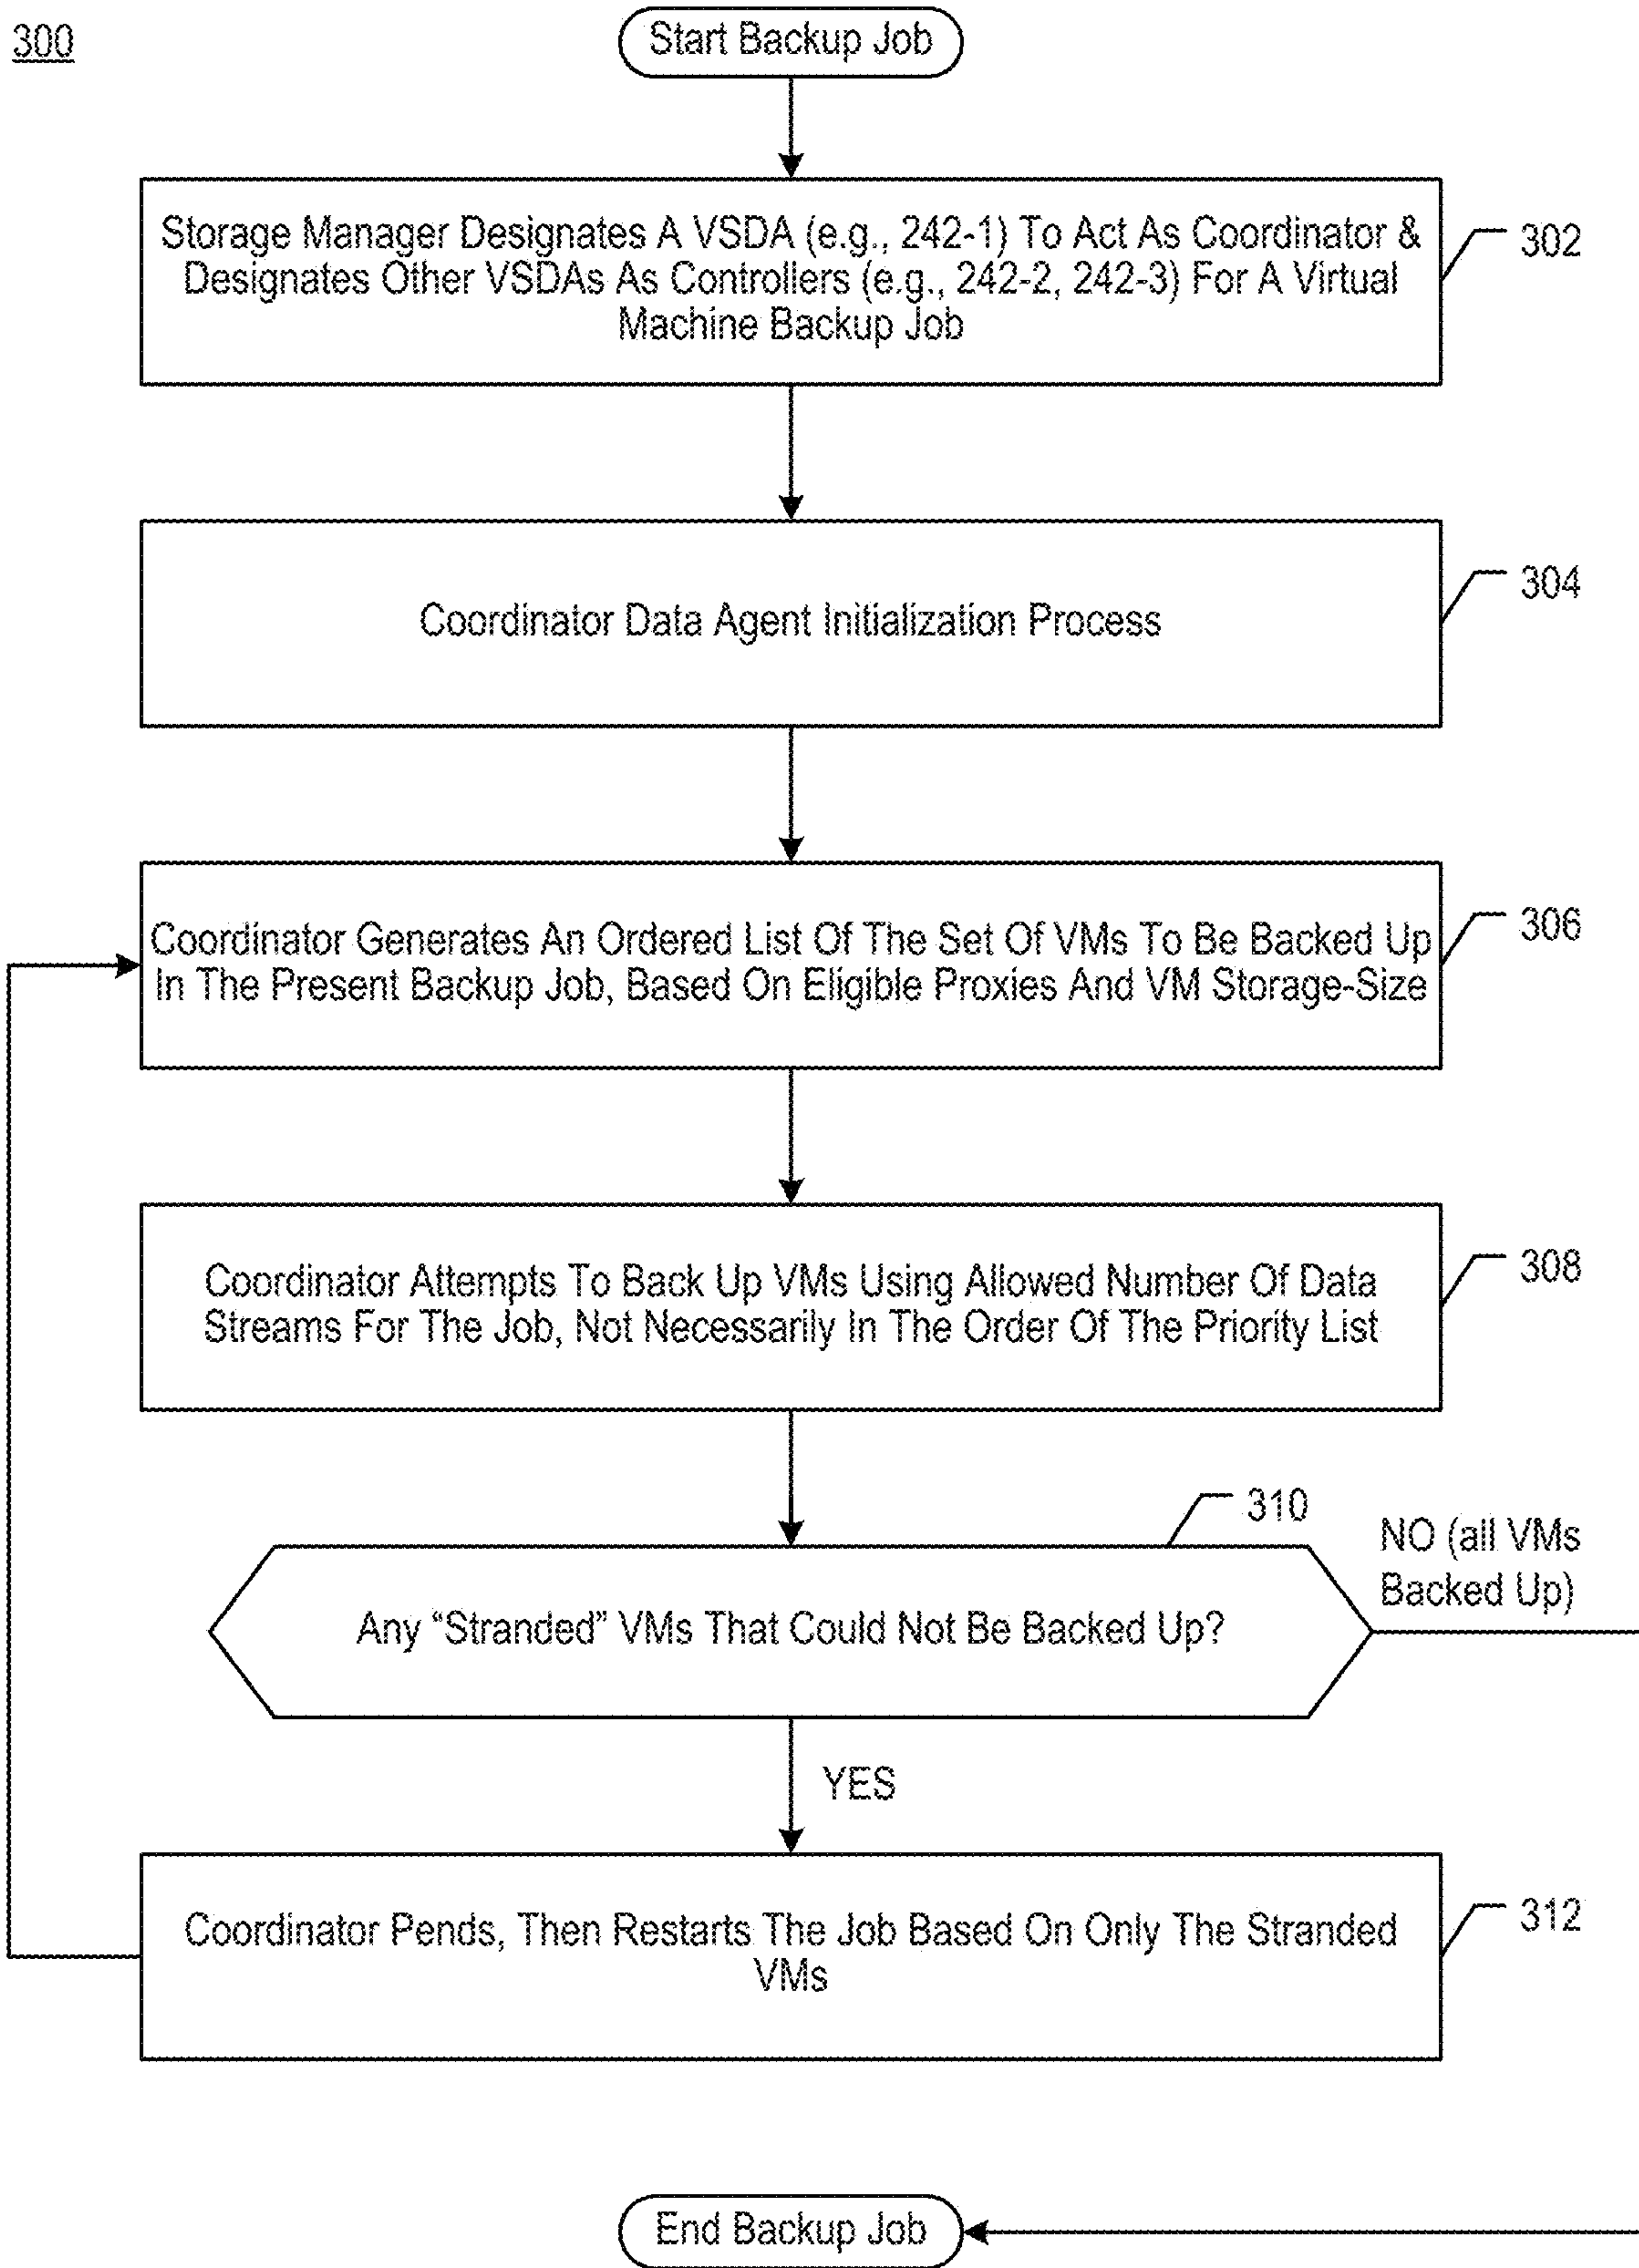 300
Start Backup Job
Storage Manager Designates A VSDA (e.g., 242-1) To Act As Coordinator &
Designates Other VSDAs As Controllers (e.g., 242-2, 242-3) For A Virtual
Machine Backup Job
302
Coordinator Data Agent Initialization Process
304
Coordinator Generates An Ordered List Of The Set Of VMs To Be Backed Up
In The Present Backup Job, Based On Eligible Proxies And VM Storage-Size
306
Coordinator Attempts To Back Up VMs Using Allowed Number Of Data
Streams For The Job, Not Necessarily In The Order Of The Priority List
308
310
Any “Stranded” VMs That Could Not Be Backed Up?
NO (all VMs
Backed Up)
YES
Coordinator Pends, Then Restarts The Job Based On Only The Stranded
VMs
312
End Backup Job